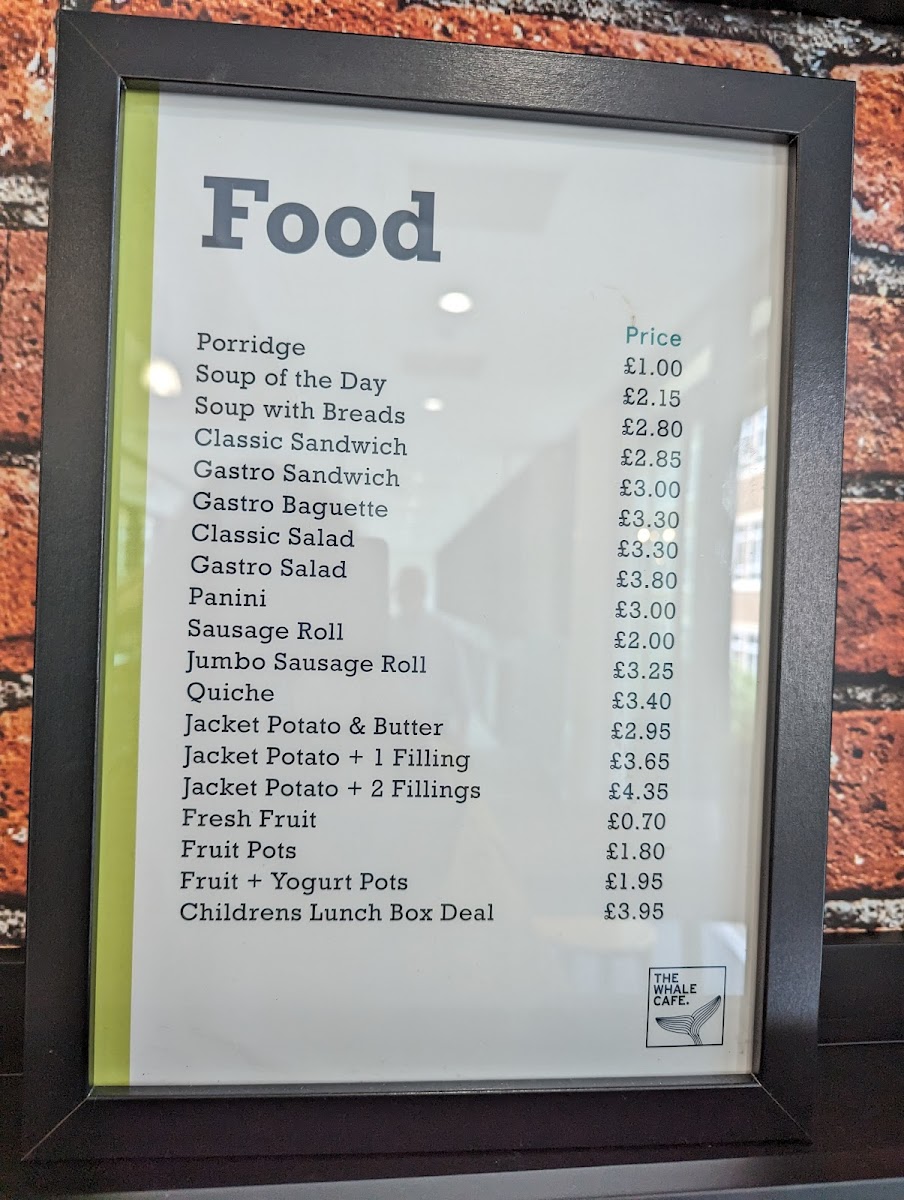 Food
Price
Porridge £1.00
Soup of the Day £2.15
Soup with Breads £2.80
Classic Sandwich £2.85
Gastro Sandwich £3.00
Gastro Baguette £3.30
Classic Salad £3.30
Gastro Salad £3.80
Panini £3.00
Sausage Roll £2.00
Jumbo Sausage Roll £3.25
Quiche £3.40
Jacket Potato & Butter £2.95
Jacket Potato + 1 Filling £3.65
Jacket Potato + 2 Fillings £4.35
Fresh Fruit £0.70
Fruit Pots £1.80
Fruit + Yogurt Pots £1.95
Childrens Lunch Box Deal £3.95
THE
WHALE
CAFE.